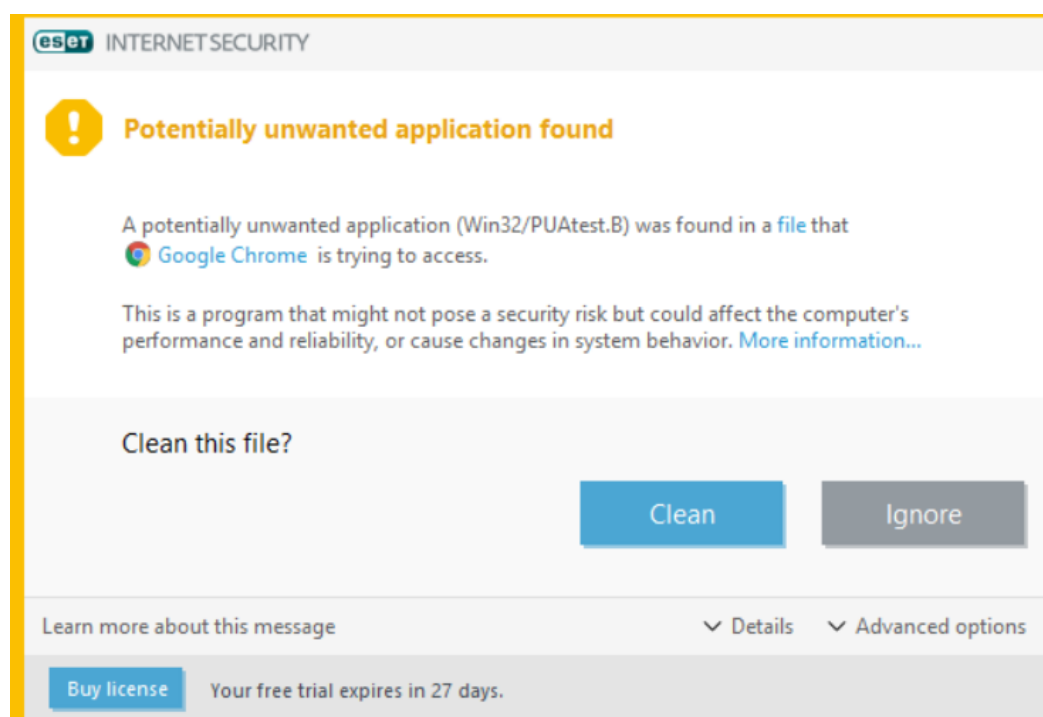 eset INTERNET SECURITY
Potentially unwanted application found
A potentially unwanted application (Win32/PUAtest.B) was found in a file that
Google Chrome is trying to access.
This is a program that might not pose a security risk but could affect the computer's
performance and reliability, or cause changes in system behavior. More information...
Clean this file?
Clean Ignore
Learn more about this message Details Advanced options
Buy license Your free trial expires in 27 days.